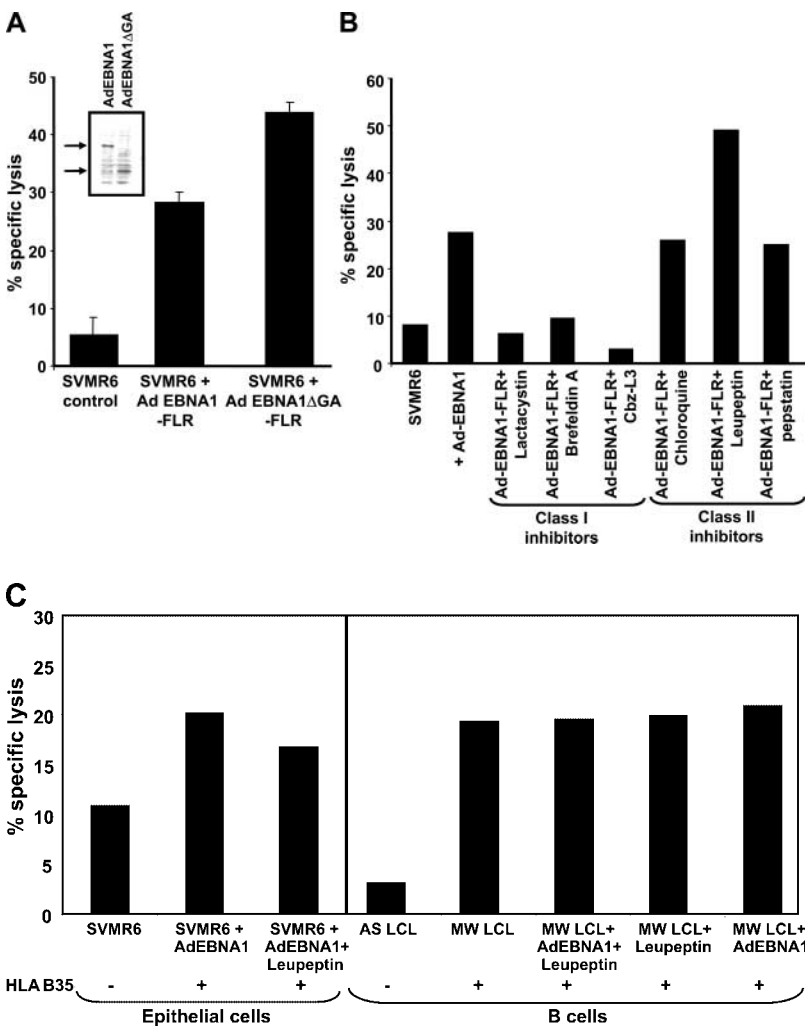 A
AdEBNA1
AdEBNA1ΔGA
50
40
30
20
10
0
% specific lysis
SVMR6
control
SVMR6 +
Ad EBNA1
-FLR
SVMR6 +
Ad EBNA1ΔGA
-FLR
B
60
50
40
30
20
10
0
% specific lysis
SVMR6
+ Ad-EBNA1
Ad-EBNA1-FLR+
Lactacystin
Ad-EBNA1-FLR+
Brefeldin A
Ad-EBNA1-FLR+
Cbz-L3
Ad-EBNA1-FLR+
Chloroquine
Ad-EBNA1-FLR+
Leupeptin
Ad-EBNA1-FLR+
pepstatin
Class I
inhibitors
Class II
inhibitors
C
30
25
20
15
10
5
0
% specific lysis
SVMR6
SVMR6 +
AdEBNA1
SVMR6 +
AdEBNA1+
Leupeptin
AS LCL
MW LCL
MW LCL+
AdEBNA1+
Leupeptin
MW LCL+
Leupeptin
MW LCL+
AdEBNA1
HLA B35 - + + - + + + +
Epithelial cells
B cells